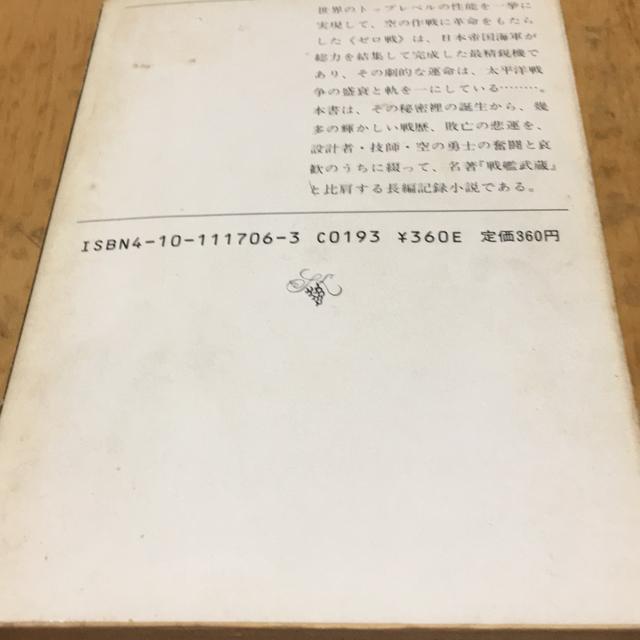 世界のトップレベルの性能を一挙に
実現して、空の作戦に革命をもたら
した〈ゼロ戦〉は、日本帝国海軍が
総力を結集して完成した最精鋭機で
あり、その劇的な運命は、太平洋戦
争の盛衰と軌を一にしている………。
本書は、その秘密裡の誕生から、幾
多の輝かしい戦歴、敗亡の悲運を、
設計者・技師・空の勇士の奮闘と哀
歓のうちに綴って、名著『戦艦武蔵』
と比肩する長編記録小説である。
ISBN4-10-111706-3 C0193 ¥360E 定価360円